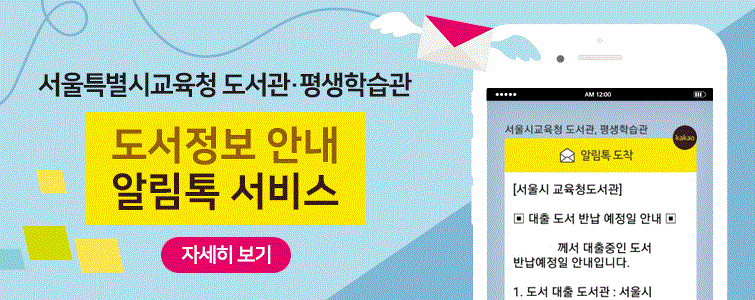 서울특별시교육청 도서관·평생학습관
도서정보 안내
알림톡 서비스
자세히 보기
AM 12:00
서울시교육청 도서관, 평생학습관
kakao
알림톡 도착
[서울시 교육청도서관]
▣ 대출 도서 반납 예정일 안내 ▣
께서 대출중인 도서
반납예정일 안내입니다.
1. 도서 대출 도서관 : 서울시